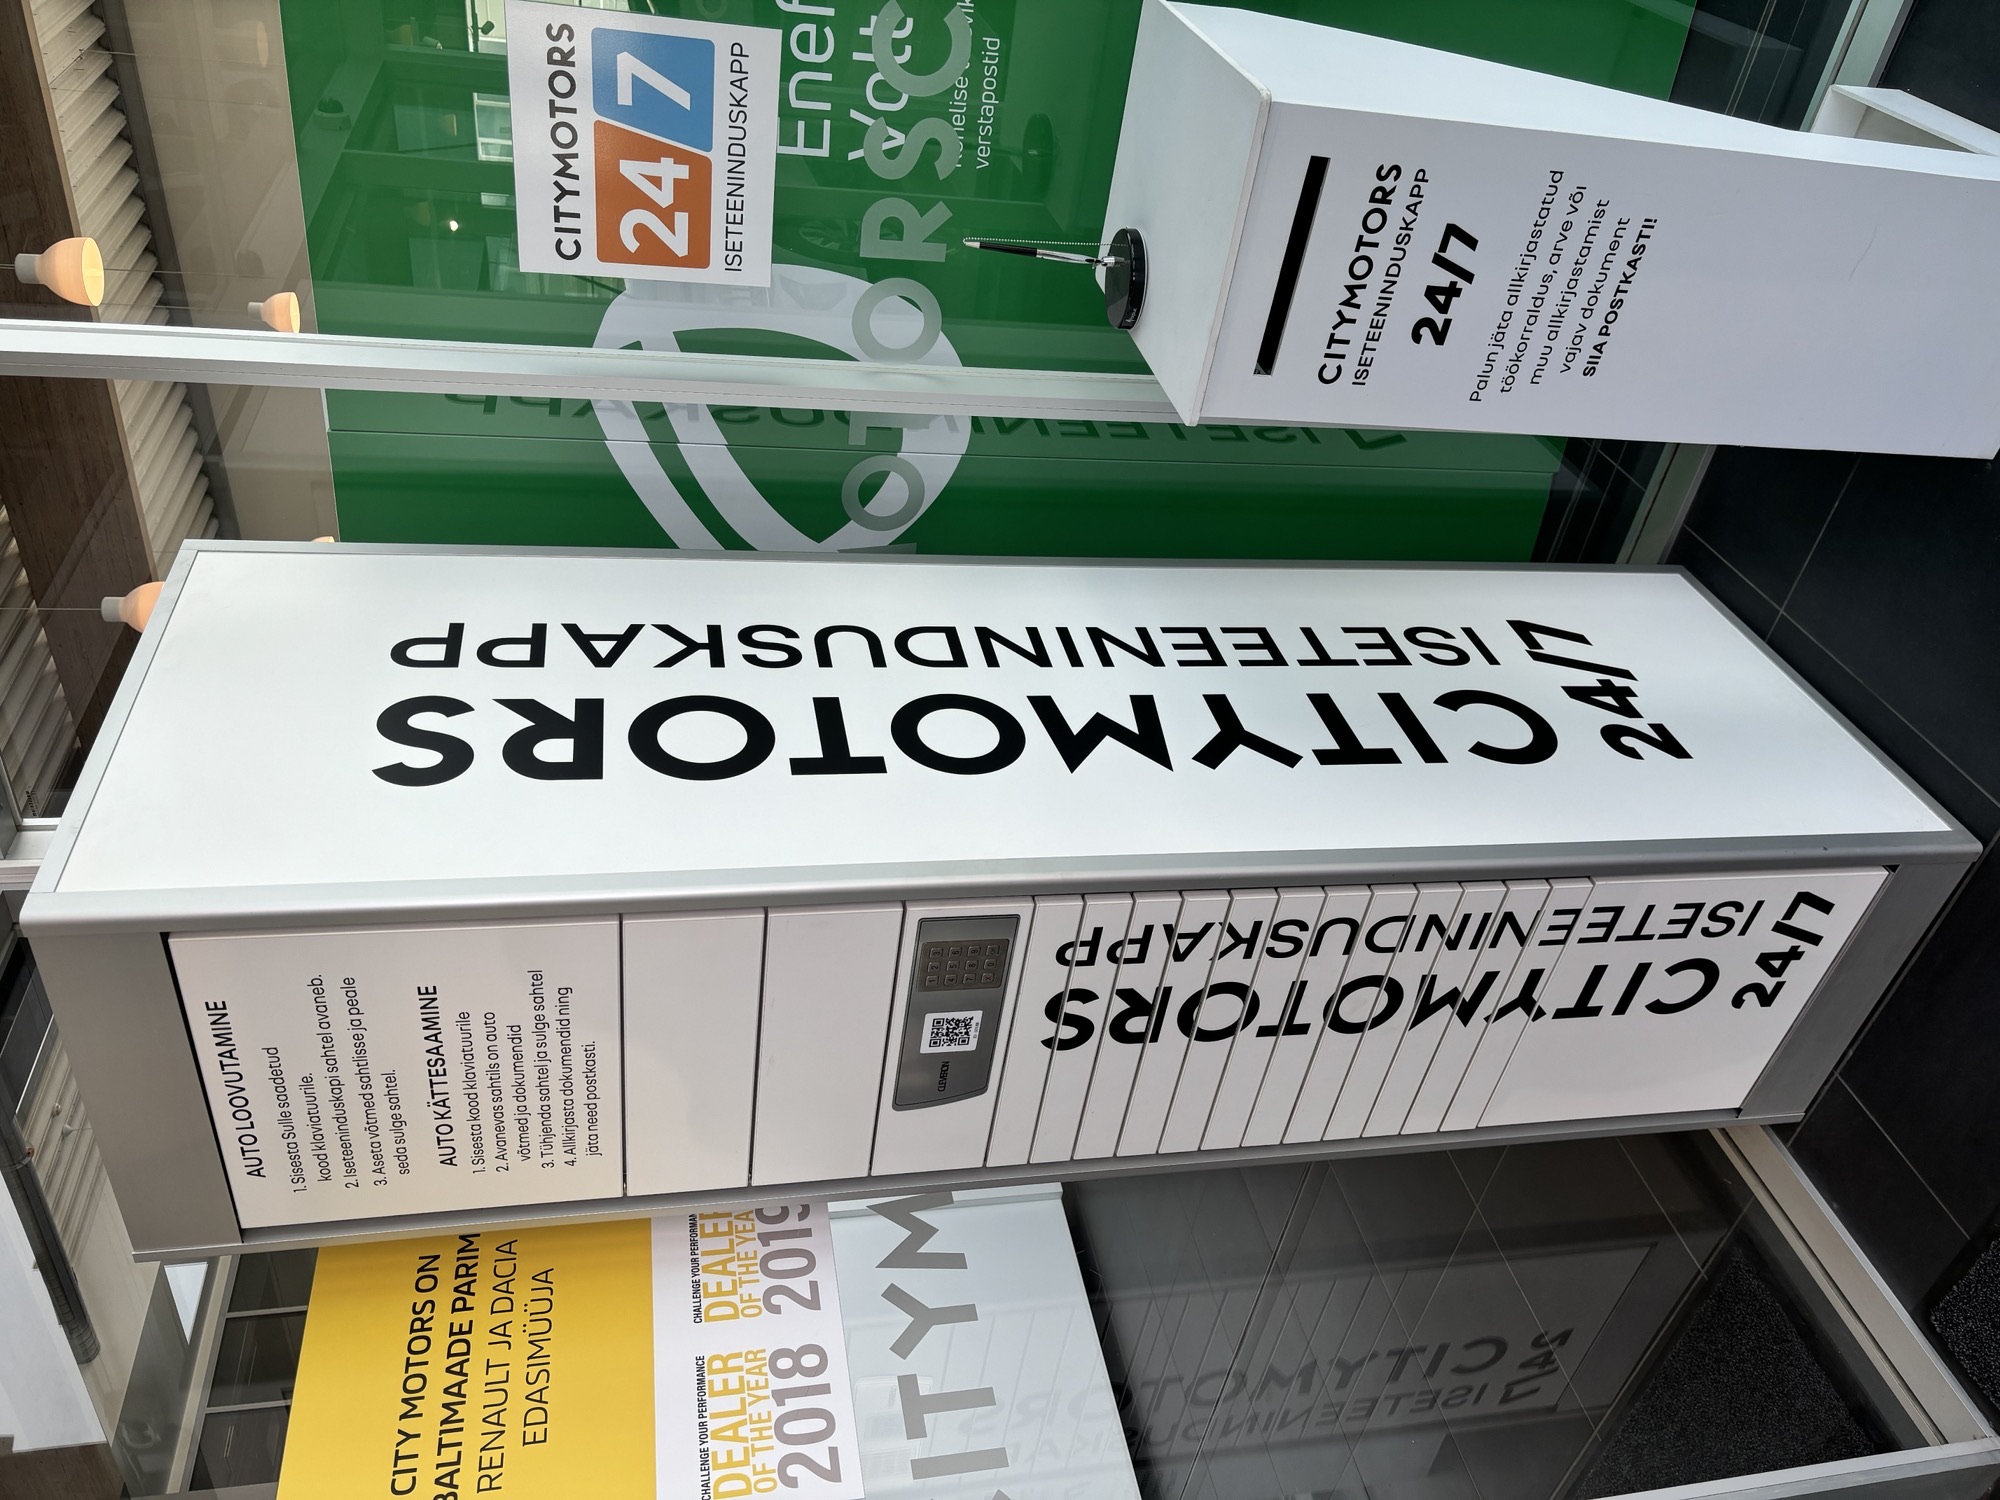 AUTO LOOVUTAMINE
1. Sisesta Sulle saadetud
kood klaviatuurile.
2. Iseteeninduskapi sahtel avaneb.
3. Aseta võtmed sahtlisse ja peale
seda sulge sahtel.
AUTO KÄTTESAAMINE
1. Sisesta kood klaviatuurile
2. Avanevas sahtlis on auto
võtmed ja dokumendid
3. Tühjenda sahtel ja sulge sahtel
4. Allkirjasta dokumendid ning
jäta need postkasti.
CLEVERON
24/7
CITYMOTORS
ISETEENINDUSKAPP
24/7
CITYMOTORS
ISETEENINDUSKAPP
CITYMOTORS
24/7
ISETEENINDUSKAPP
verstapostid
CITYMOTORS
ISETEENINDUSKAPP
24/7
Palun jäta allkirjastatud
töökorraldus, arve või
muu allkirjastamist
vajav dokument
SIIA POSTKASTI!
CITY MOTORS ON
BALTIMAADE PARIM
RENAULT JA DACIA
EDASIMÜÜJA
CHALLENGE YOUR PERFORMANCE
DEALER
OF THE YEAR
2018
CHALLENGE YOUR
DEALER
OF THE YEAR
2019